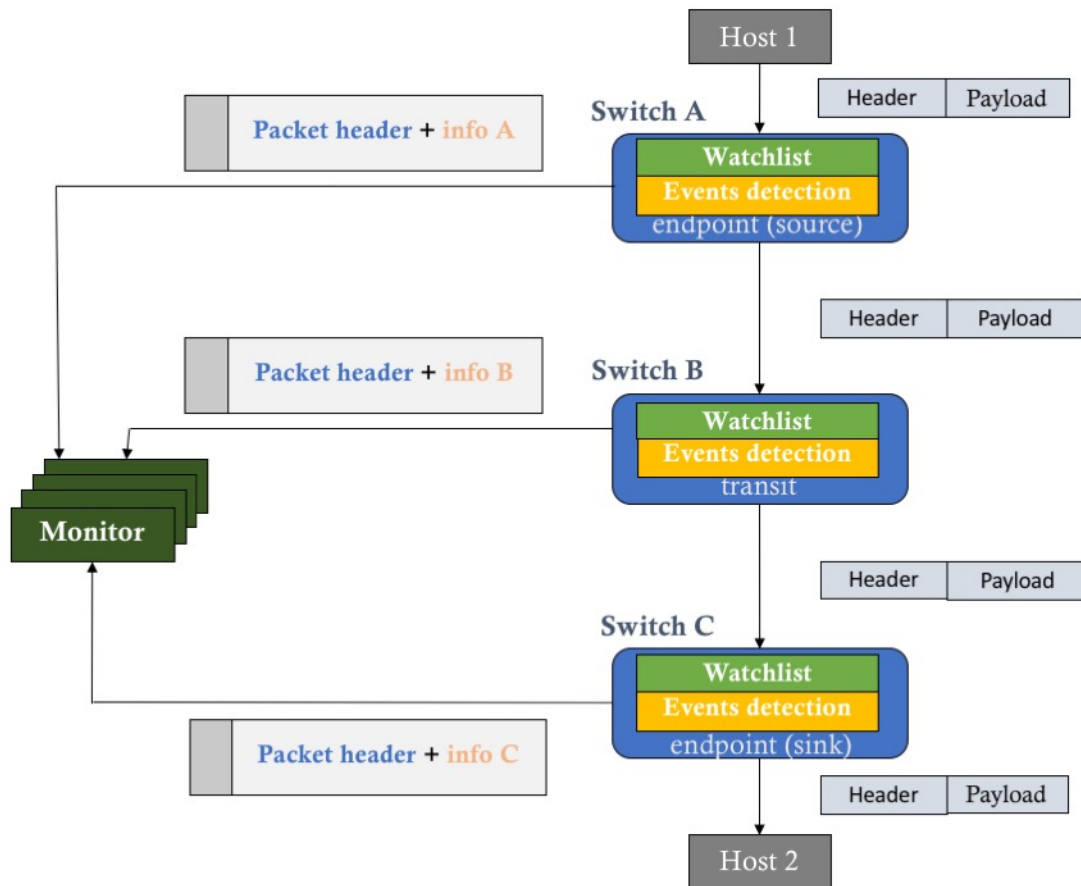 Host 1
Header Payload
Packet header + info A
Switch A
Watchlist
Events detection
endpoint (source)
Header Payload
Packet header + info B
Switch B
Watchlist
Events detection
transit
Monitor
Header Payload
Switch C
Watchlist
Events detection
endpoint (sink)
Packet header + info C
Header Payload
Host 2